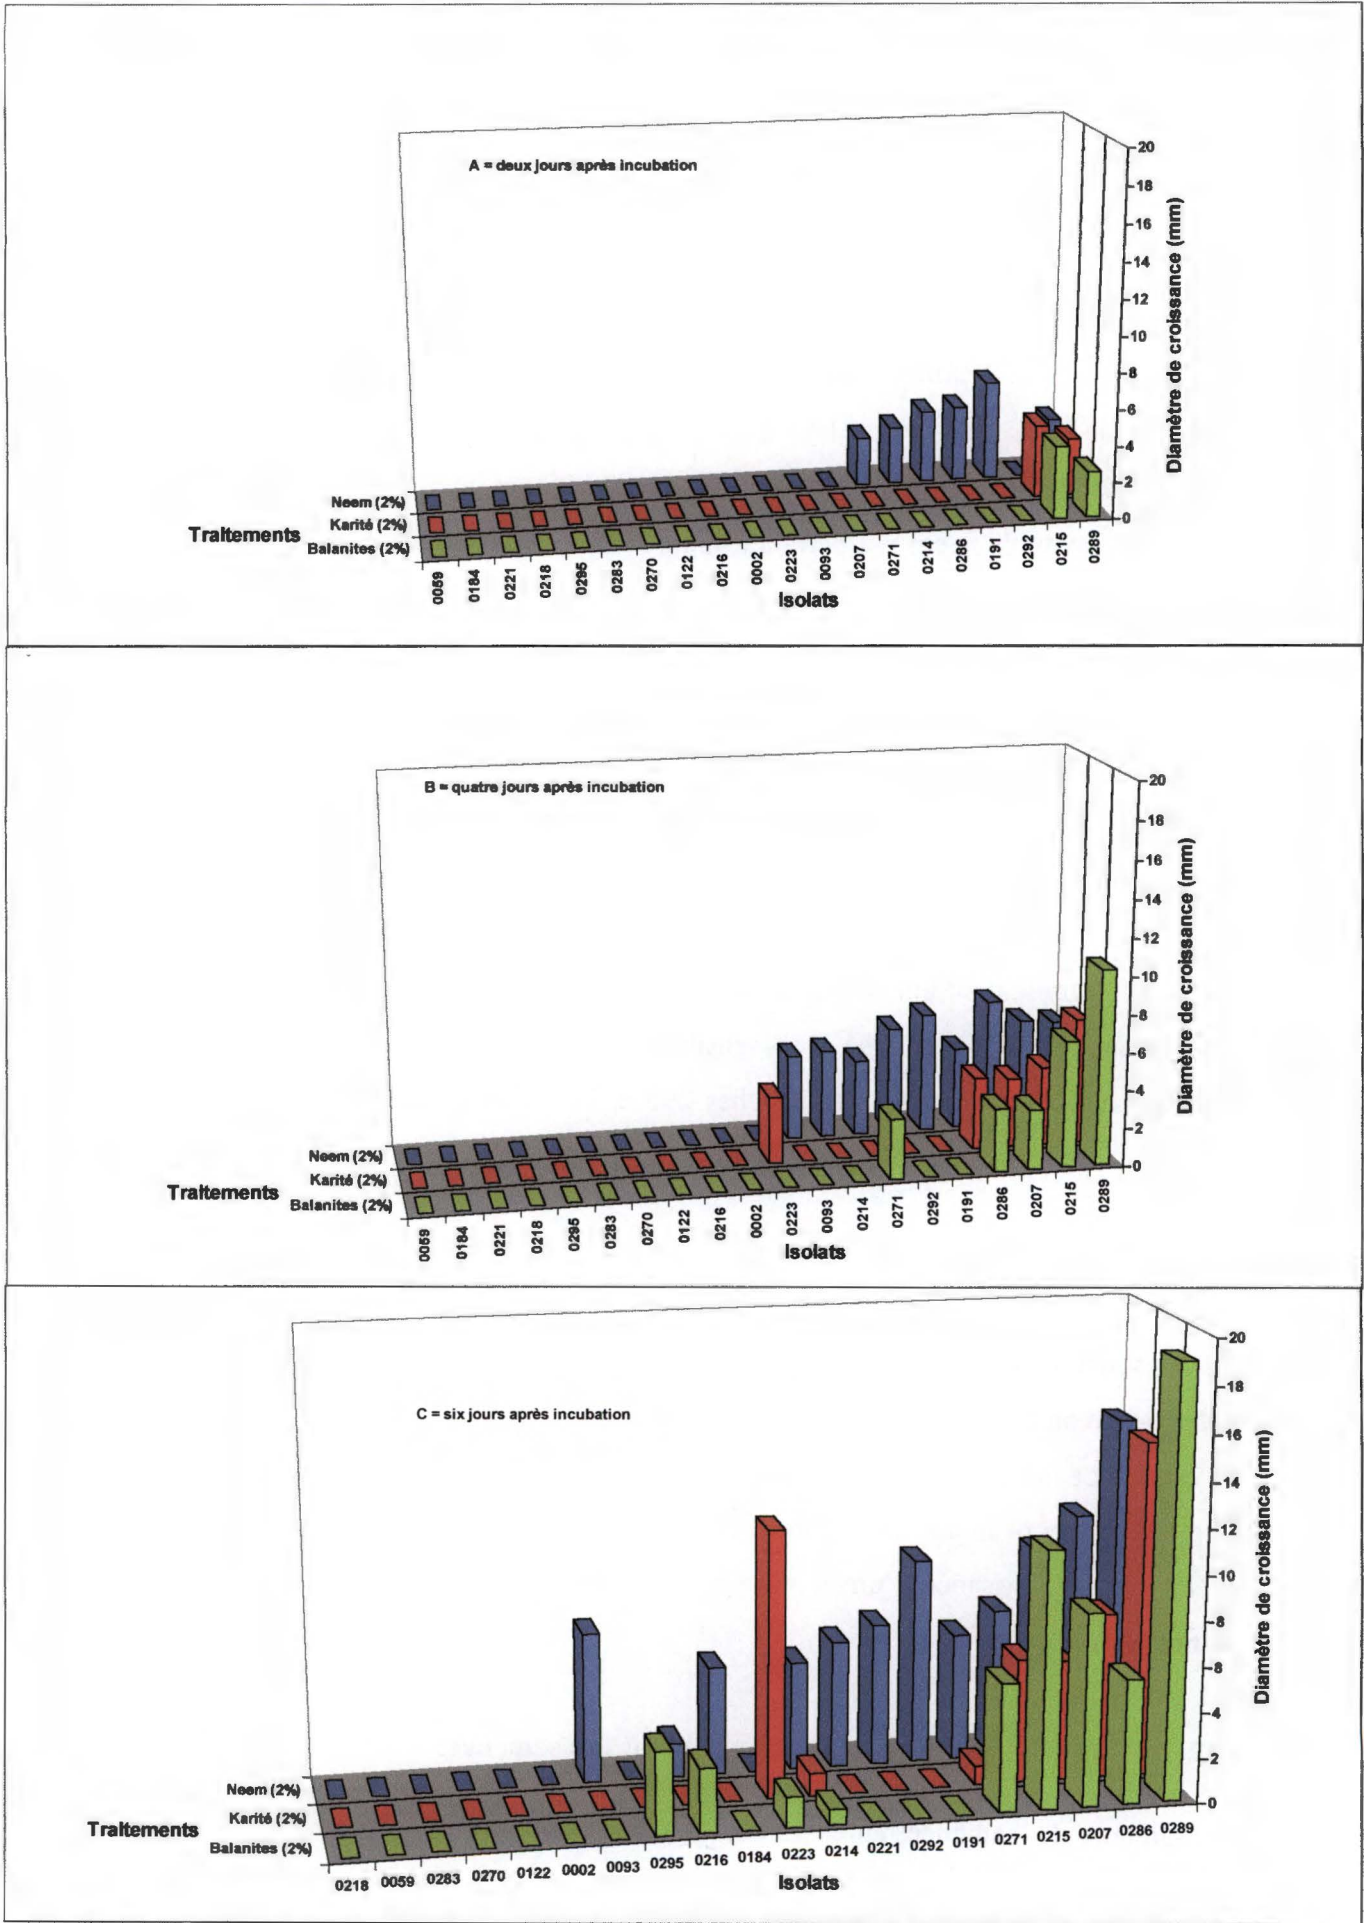 A = deux jours après incubation
20
18
16
14
12
10
8
6
4
2
0
Diamètre de croissance (mm)
Neem (2%)
Karité (2%)
Balanites (2%)
Traitements
0059 0184 0221 0218 0295 0283 0270 0122 0216 0002 0223 0093 0207 0271 0214 0286 0191 0292 0215 0289
Isolats
B = quatre jours après incubation
20
18
16
14
12
10
8
6
4
2
0
Diamètre de croissance (mm)
Neem (2%)
Karité (2%)
Balanites (2%)
Traitements
0059 0184 0221 0218 0295 0283 0270 0122 0216 0002 0223 0093 0214 0271 0292 0191 0286 0207 0215 0289
Isolats
C = six jours après incubation
20
18
16
14
12
10
8
8
4
2
0
Diamètre de croissance (mm)
Neem (2%)
Karité (2%)
Balanites (2%)
Traitements
0218 0059 0283 0270 0122 0002 0093 0295 0216 0184 0223 0214 0221 0292 0191 0271 0215 0207 0286 0289
Isolats